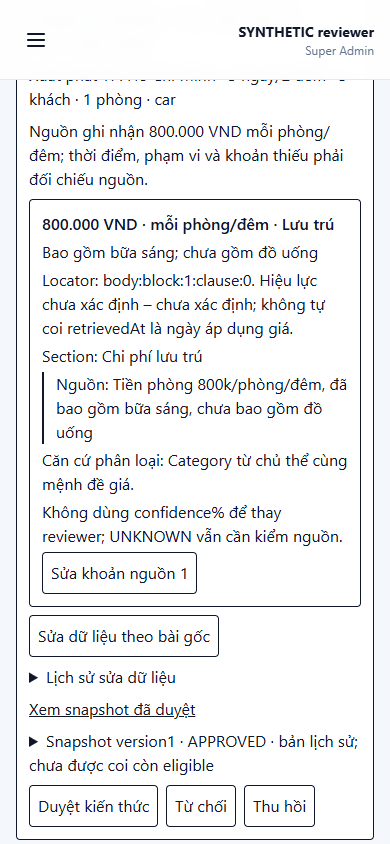 SYNTHETIC reviewer
Super Admin
khách · 1 phòng · car
Nguồn ghi nhận 800.000 VND mỗi phòng/
đêm; thời điểm, phạm vi và khoản thiếu phải
đối chiếu nguồn.
800.000 VND · mỗi phòng/đêm · Lưu trú
Bao gồm bữa sáng; chưa gồm đồ uống
Locator: body:block:1:clause:0. Hiệu lực
chưa xác định – chưa xác định; không tự
coi retrievedAt là ngày áp dụng giá.
Section: Chi phí lưu trú
Nguồn: Tiền phòng 800k/phòng/đêm, đã
bao gồm bữa sáng, chưa bao gồm đồ
uống
Căn cứ phân loại: Category từ chủ thể cùng
mệnh đề giá.
Không dùng confidence% để thay
reviewer; UNKNOWN vẫn cần kiểm nguồn.
Sửa khoản nguồn 1
Sửa dữ liệu theo bài gốc
Lịch sử sửa dữ liệu
Xem snapshot đã duyệt
Snapshot version1 · APPROVED · bản lịch sử;
chưa được coi còn eligible
Duyệt kiến thức Từ chối Thu hồi